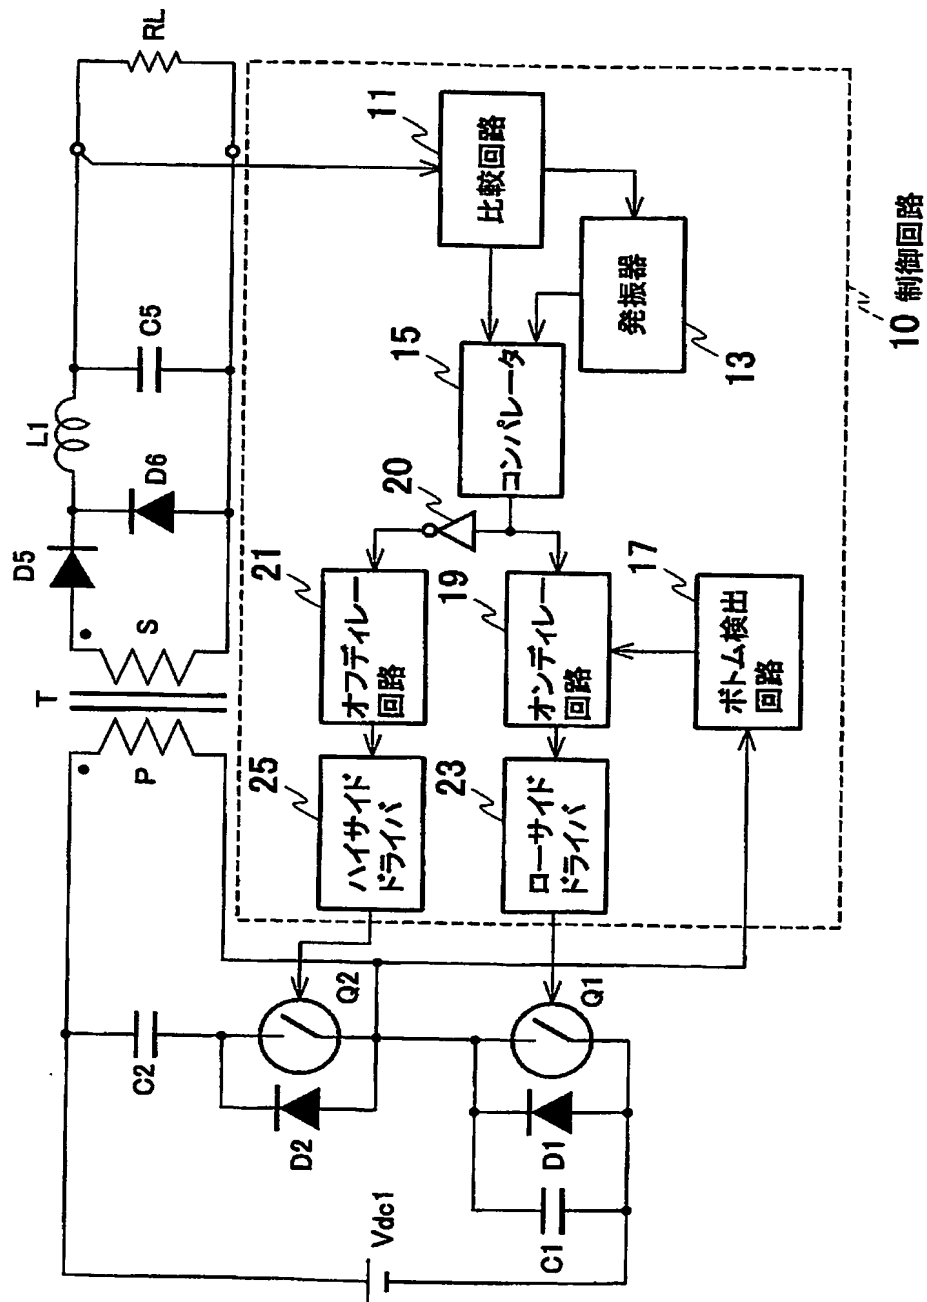 Vdc1
C2
D2
Q2
C1
D1
Q1
T
P
S
D5
D6
L1
C5
RL
25
ハイサイド
ドライバ
21
オフディレー
回路
20
23
ローサイド
ドライバ
19
オンディレー
回路
15
コンパレータ
11
比較回路
13
発振器
17
ボトム検出
回路
10 制御回路